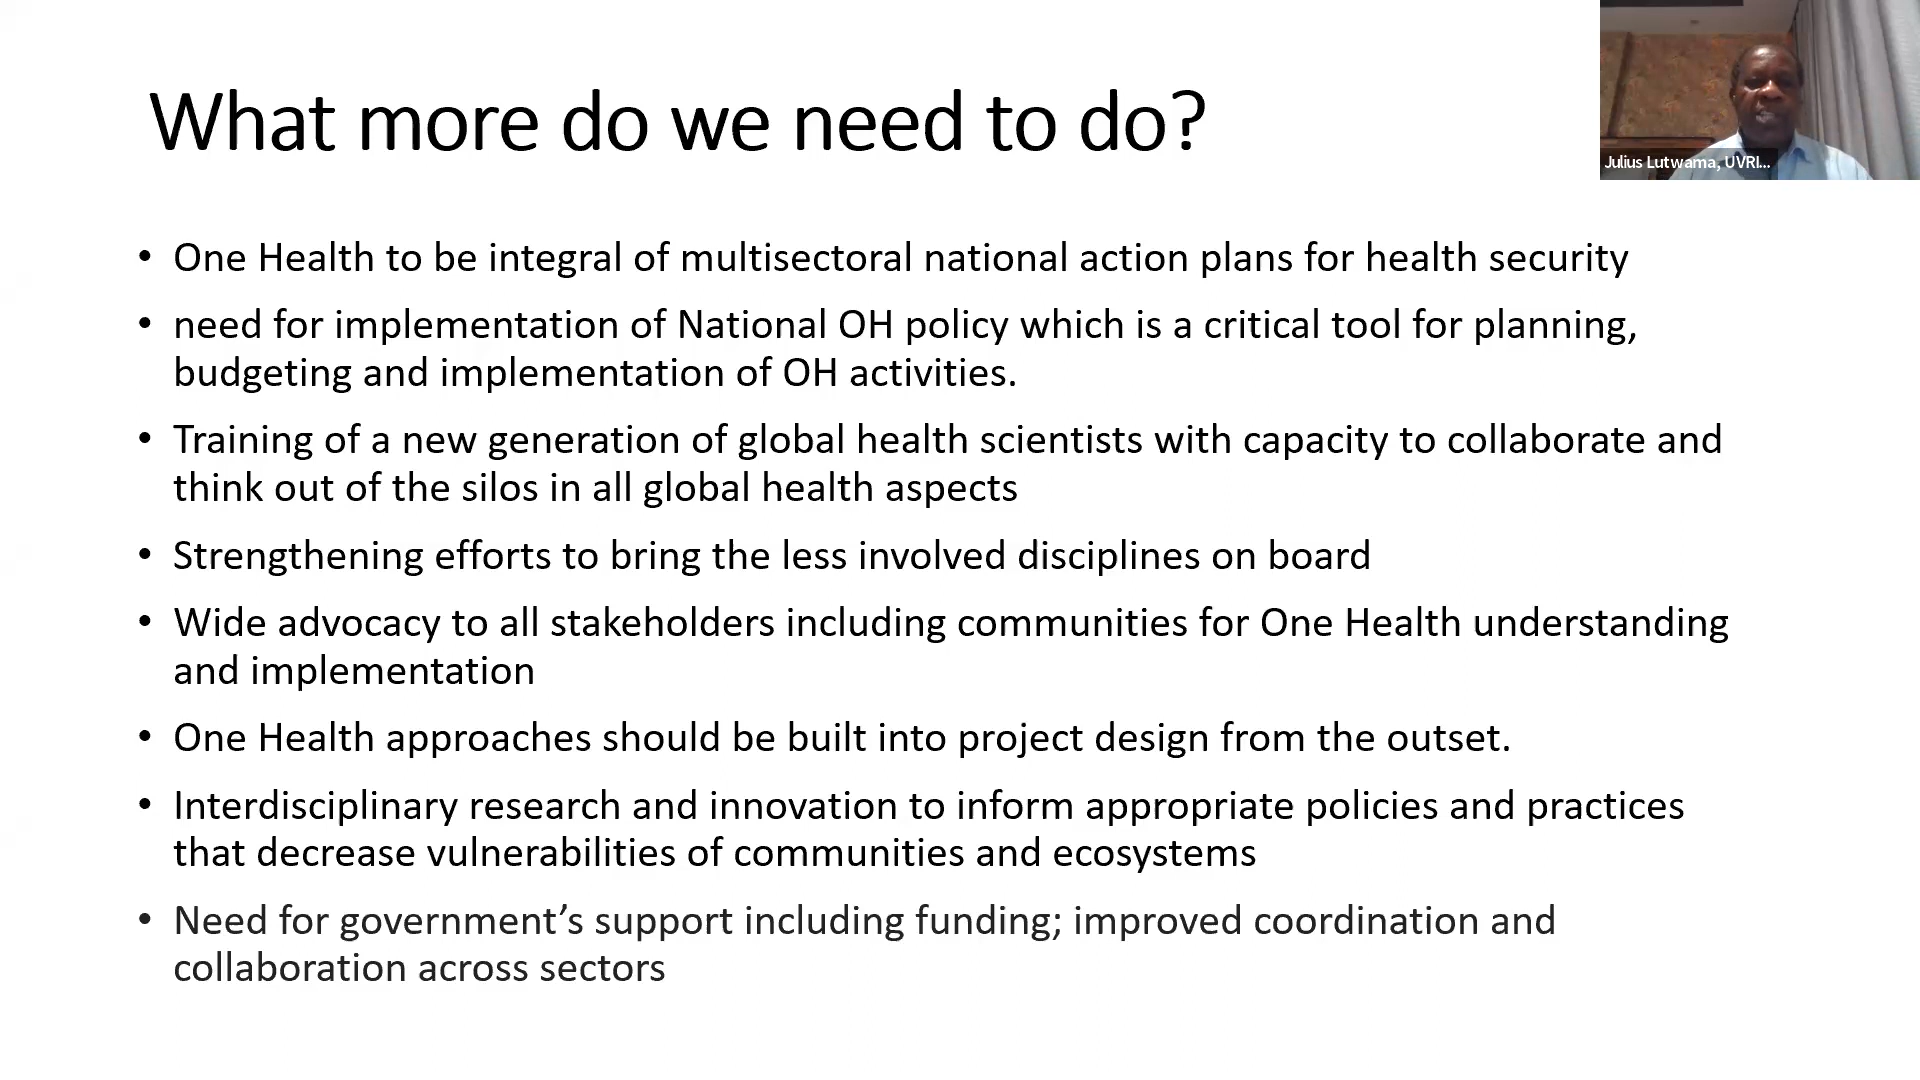 What more do we need to do?
Julius Lutwama, UVRI...
• One Health to be integral of multisectoral national action plans for health security
• need for implementation of National OH policy which is a critical tool for planning,
budgeting and implementation of OH activities.
• Training of a new generation of global health scientists with capacity to collaborate and
think out of the silos in all global health aspects
• Strengthening efforts to bring the less involved disciplines on board
• Wide advocacy to all stakeholders including communities for One Health understanding
and implementation
• One Health approaches should be built into project design from the outset.
• Interdisciplinary research and innovation to inform appropriate policies and practices
that decrease vulnerabilities of communities and ecosystems
• Need for government’s support including funding; improved coordination and
collaboration across sectors